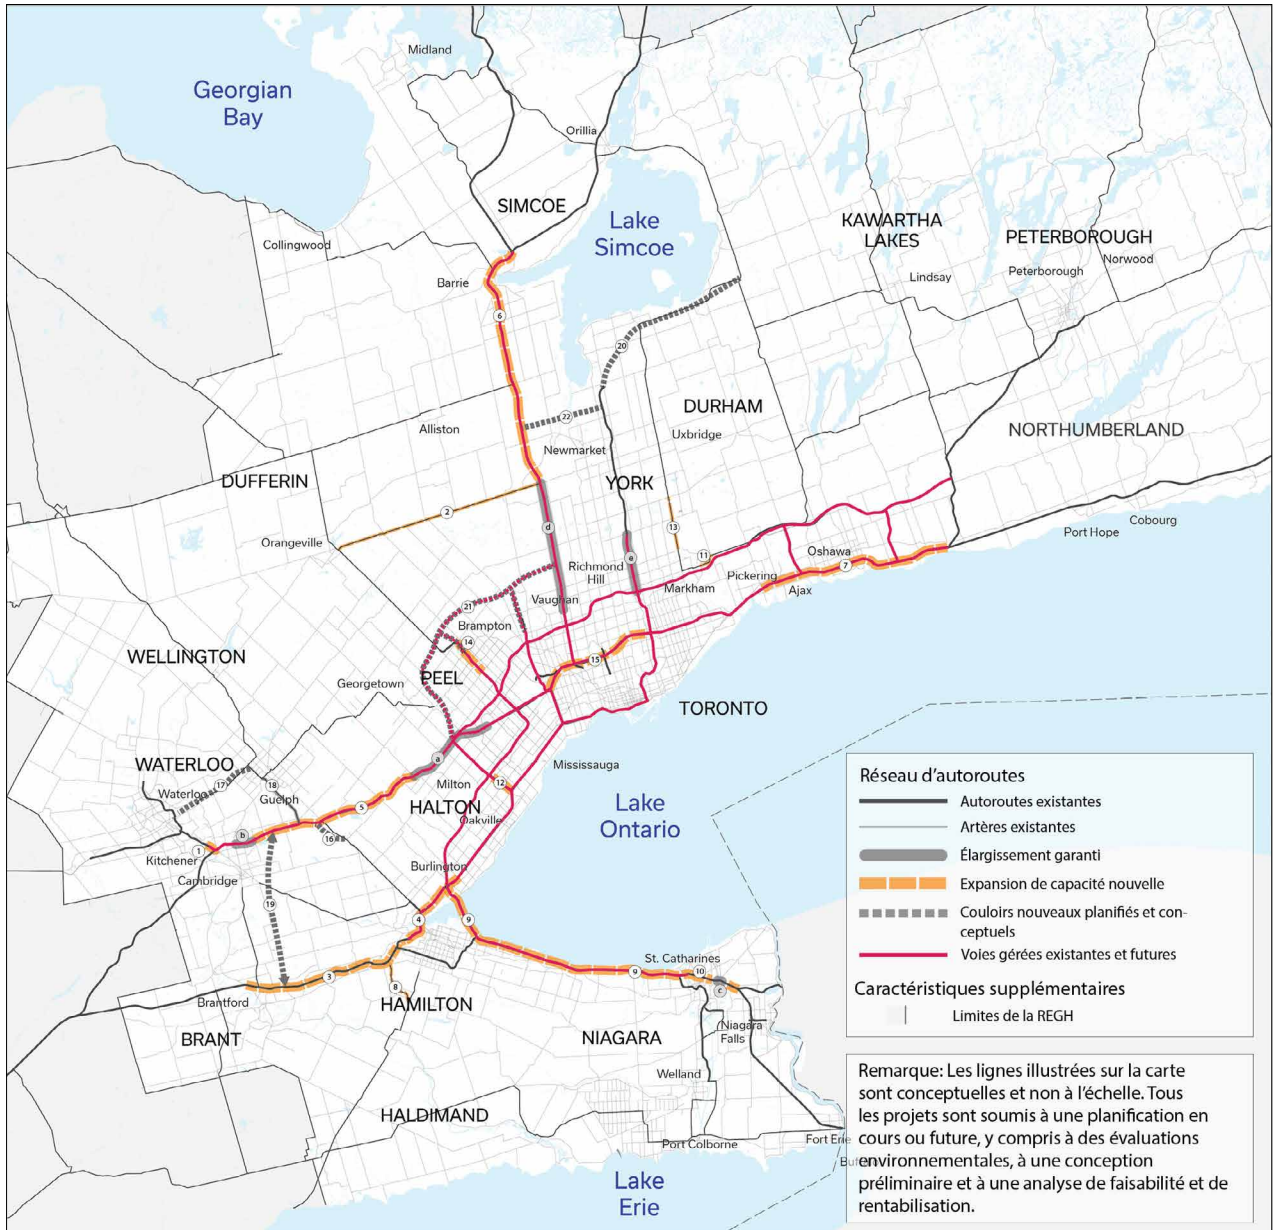 Midland
Georgian
Bay
Orillia
SIMCOE
Lake
Simcoe
KAWARTHA
LAKES
PETERBOROUGH
Norwood
Peterborough
Lindsay
Collingwood
Barrie
6
20
22
DURHAM
Uxbridge
Alliston
Newmarket
NORTHUMBERLAND
DUFFERIN
YORK
2
d
13
Cobourg
Port Hope
Orangeville
11
Oshawa
e
Richmond
Hill
7
Pickering
Markham
Ajax
Vaughan
21
Brampton
14
15
WELLINGTON
PEEL
Georgetown
TORONTO
WATERLOO
a
Mississauga
17
18
Milton
12
Waterloo
Guelph
5
HALTON
Oakville
Lake
Ontario
b
16
1
Kitchener
Burlington
Cambridge
19
4
9
St. Catharines
3
9
10
c
8
Brantford
HAMILTON
Niagara
Falls
BRANT
NIAGARA
Welland
HALDIMAND
Port Colborne
Fort Erie
Lake
Erie
Réseau d'autoroutes
Autoroutes existantes
Artères existantes
Élargissement garanti
Expansion de capacité nouvelle
Couloirs nouveaux planifiés et con-
ceptuels
Voies gérées existantes et futures
Caractéristiques supplémentaires
Limites de la REGH
Remarque: Les lignes illustrées sur la carte
sont conceptuelles et non à l'échelle. Tous
les projets sont soumis à une planification en
cours ou future, y compris à des évaluations
environnementales, à une conception
préliminaire et à une analyse de faisabilité et de
rentabilisation.